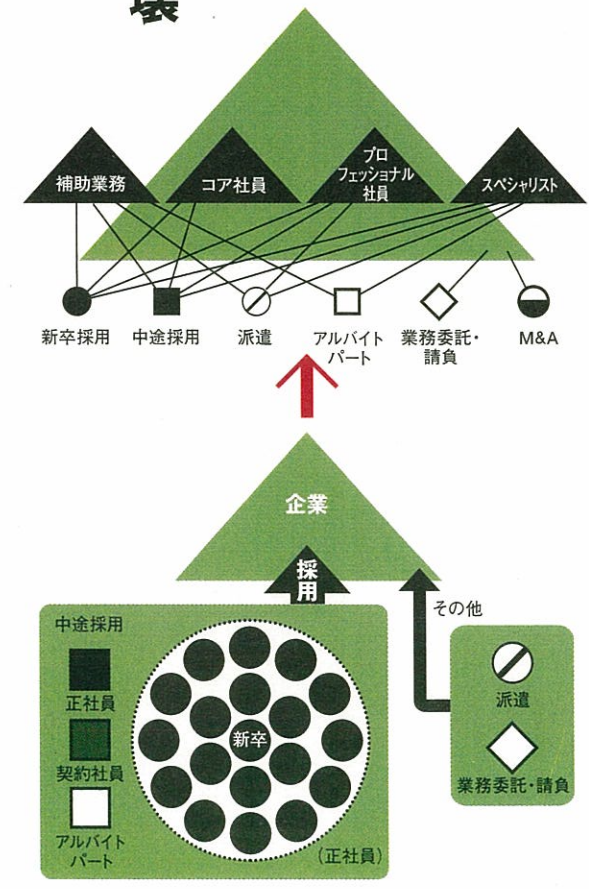 壊
補助業務
コア社員
プロ
フェッショナル
社員
スペシャリスト
新卒採用
中途採用
派遣
アルバイト
パート
業務委託・
請負
M&A
企業
採
用
その他
中途採用
正社員
契約社員
アルバイト
パート
新卒
(正社員)
派遣
業務委託・請負